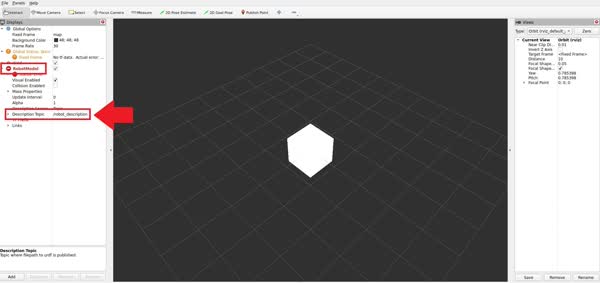 File Panels Help
Interact Move Camera Select Focus Camera Measure 2D Pose Estimate 2D Goal Pose Publish Point
Displays
Global Options
Fixed Frame map
Background Color 48; 48; 48
Frame Rate 30
Global Status: Warn
Fixed Frame No tf data. Actual error: ...
RobotModel
Visual Enabled
Collision Enabled
Mass Properties
Update Interval 0
Alpha 1
Description Topic /robot_description
Links
Description Topic
Topic where filepath to urdf is published.
Add Duplicate Remove Rename
Views
Type: Orbit (rviz_default_ Zero
Current View Orbit (rviz)
Near Clip Di... 0.01
Invert Z Axis
Target Frame <Fixed Frame>
Distance 10
Focal Shape... 0.05
Focal Shape...
Yaw 0.785398
Pitch 0.785398
Focal Point 0; 0; 0
Save Remove Rename